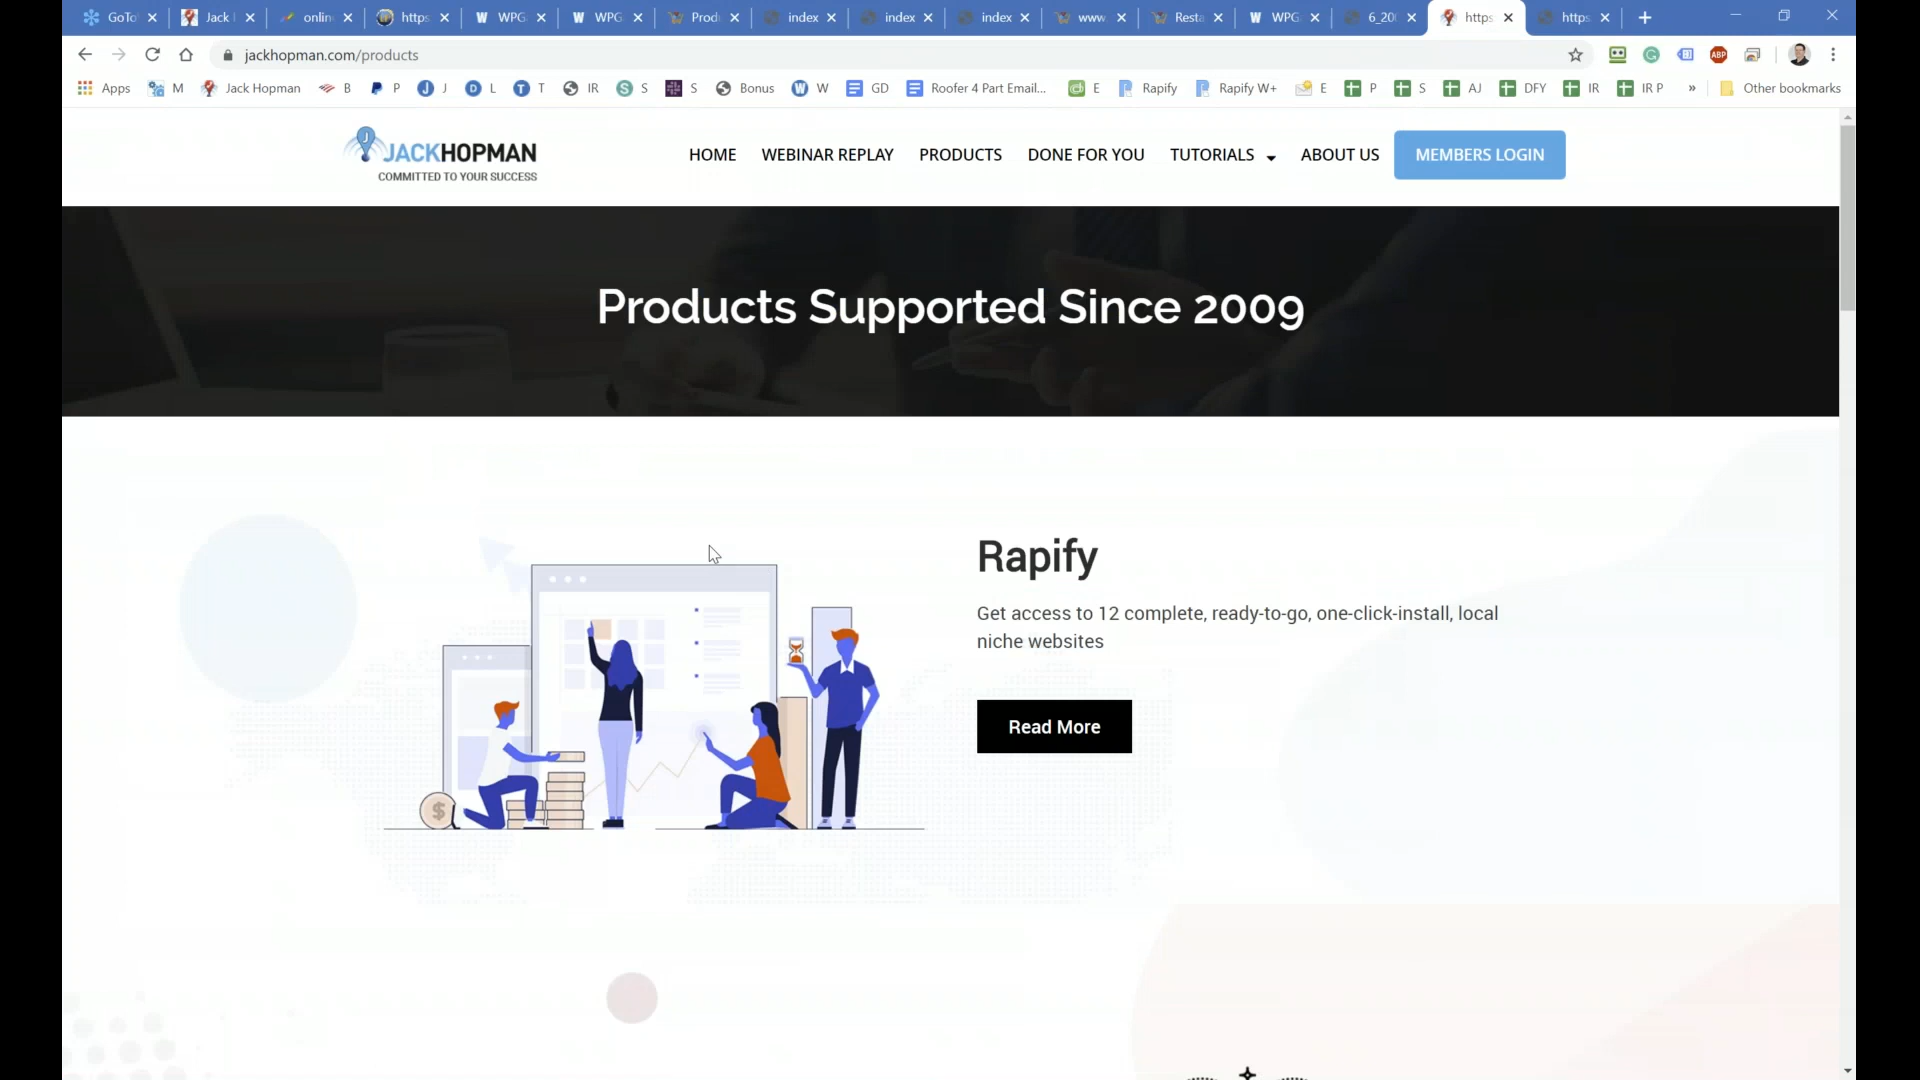 GoTo Jack onlin https WPG WPG Prod index index index www Resta WPG 6_20 https https
jackhopman.com/products
Apps M Jack Hopman B P J L T IR S S Bonus W GD Roofer 4 Part Email... E Rapify Rapify W+ E P S AJ DFY IR IR P » Other bookmarks
JACKHOPMAN
COMMITTED TO YOUR SUCCESS
HOME WEBINAR REPLAY PRODUCTS DONE FOR YOU TUTORIALS ABOUT US MEMBERS LOGIN
Products Supported Since 2009
Rapify
Get access to 12 complete, ready-to-go, one-click-install, local
niche websites
Read More